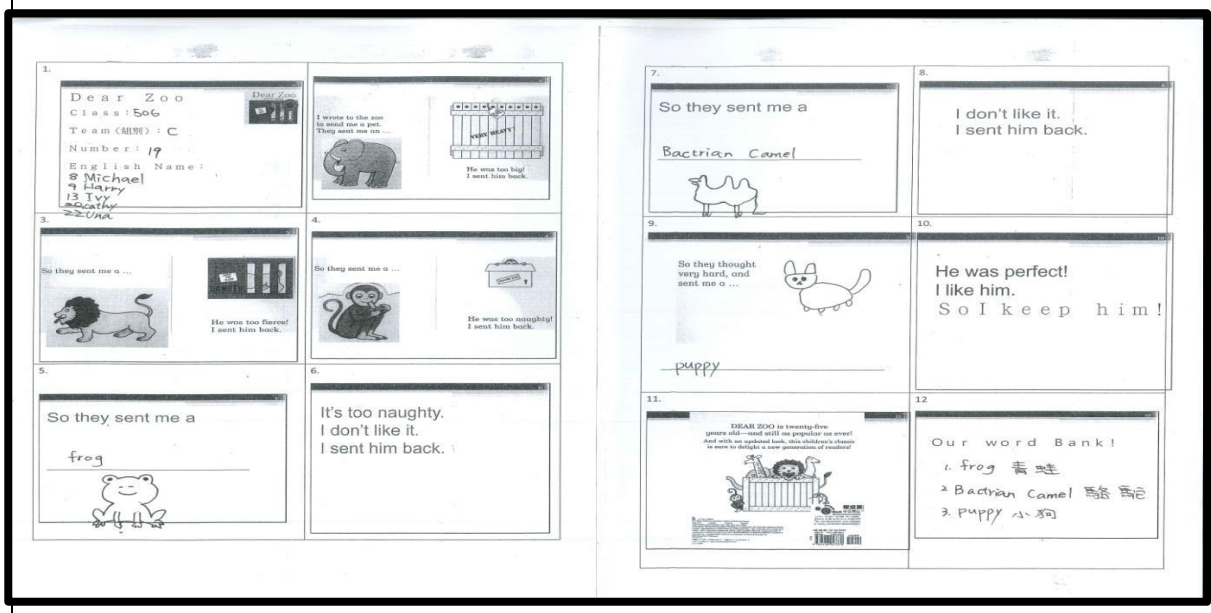 1.
Dear Zoo
Class:506
Team(組別):C
Number:19
English Name:
8 Michael
9 Harry
13 Ivy
20 cathy
22 Una
Dear Zoo
I wrote to the zoo
to send me a pet.
They sent me an ...
VERY HEAVY!
He was too big!
I sent him back.
3.
So they sent me a ...
DANGER
He was too fierce!
I sent him back.
4.
So they sent me a ...
He was too naughty!
I sent him back.
5.
So they sent me a
frog
6.
It's too naughty.
I don't like it.
I sent him back.
7.
So they sent me a
Bactrian Camel
8.
I don't like it.
I sent him back.
9.
So they thought
very hard, and
sent me a ...
puppy
10.
He was perfect!
I like him.
So I keep him!
11.
DEAR ZOO is twenty-five
years old—and still as popular as ever!
And with an updated look, this children's classic
is sure to delight a new generation of readers!
12
Our word Bank!
1. frog 青蛙
2 Bactrian Camel 駱駝
3. puppy 小狗